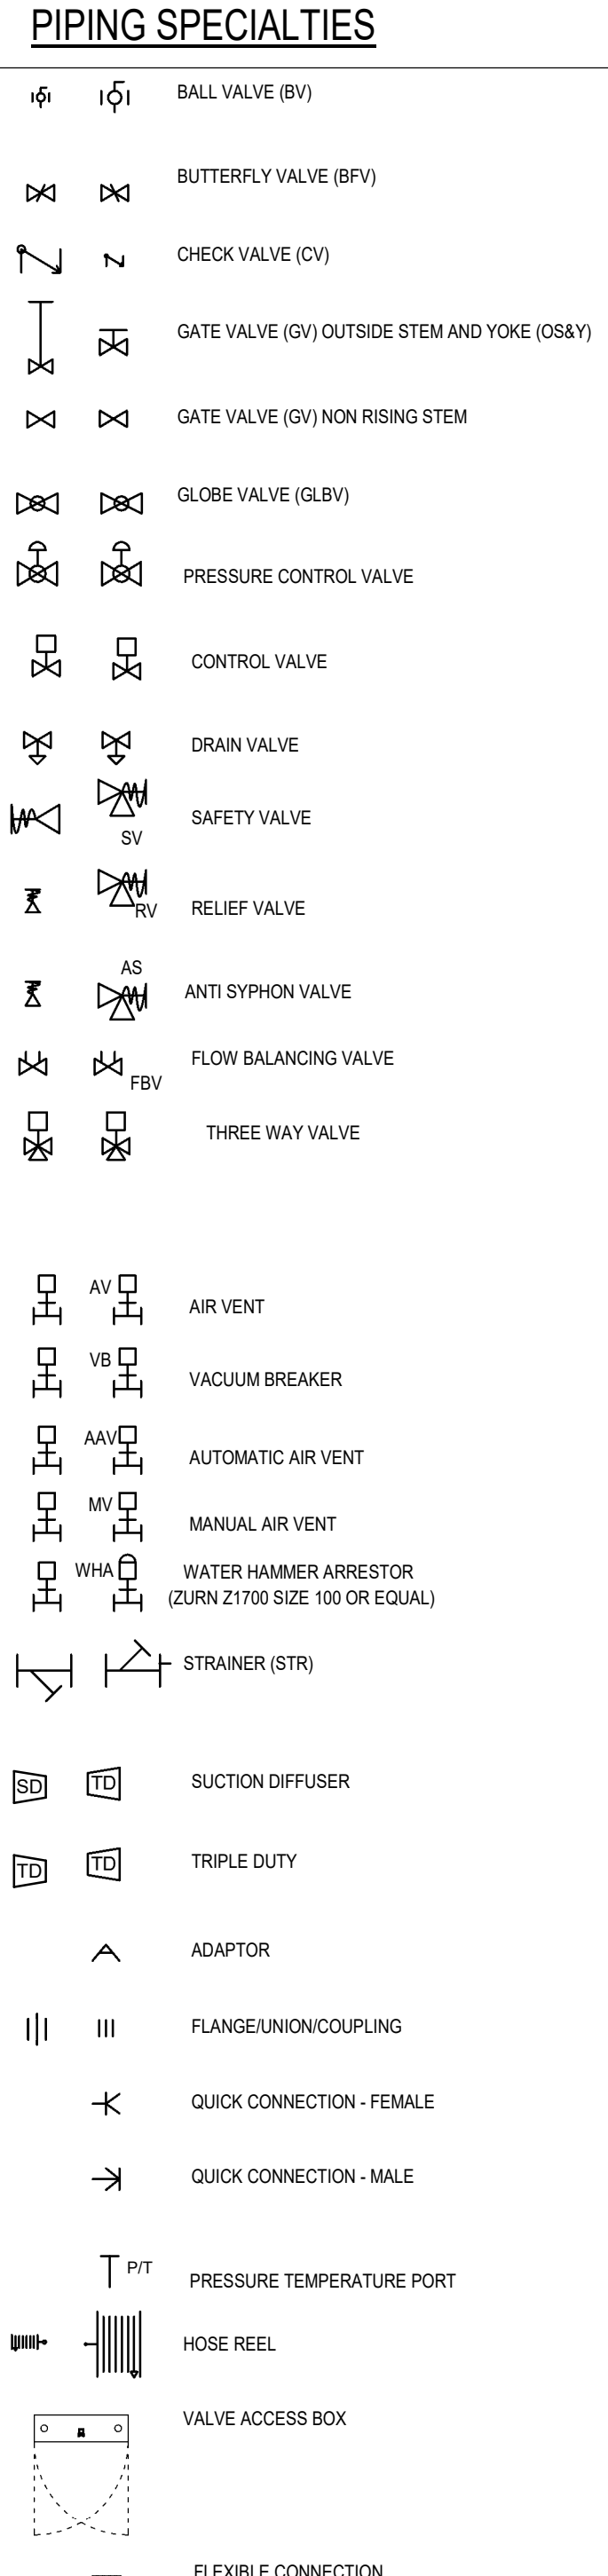 PIPING SPECIALTIES
BALL VALVE (BV)
BUTTERFLY VALVE (BFV)
CHECK VALVE (CV)
GATE VALVE (GV) OUTSIDE STEM AND YOKE (OS&Y)
GATE VALVE (GV) NON RISING STEM
GLOBE VALVE (GLBV)
PRESSURE CONTROL VALVE
CONTROL VALVE
DRAIN VALVE
SAFETY VALVE
SV
RV
RELIEF VALVE
AS
ANTI SYPHON VALVE
FLOW BALANCING VALVE
FBV
THREE WAY VALVE
AV
AIR VENT
VB
VACUUM BREAKER
AAV
AUTOMATIC AIR VENT
MV
MANUAL AIR VENT
WHA
WATER HAMMER ARRESTOR
(ZURN Z1700 SIZE 100 OR EQUAL)
STRAINER (STR)
SD TD SUCTION DIFFUSER
TD TD TRIPLE DUTY
ADAPTOR
FLANGE/UNION/COUPLING
QUICK CONNECTION - FEMALE
QUICK CONNECTION - MALE
P/T
PRESSURE TEMPERATURE PORT
HOSE REEL
VALVE ACCESS BOX
FLEXIBLE CONNECTION